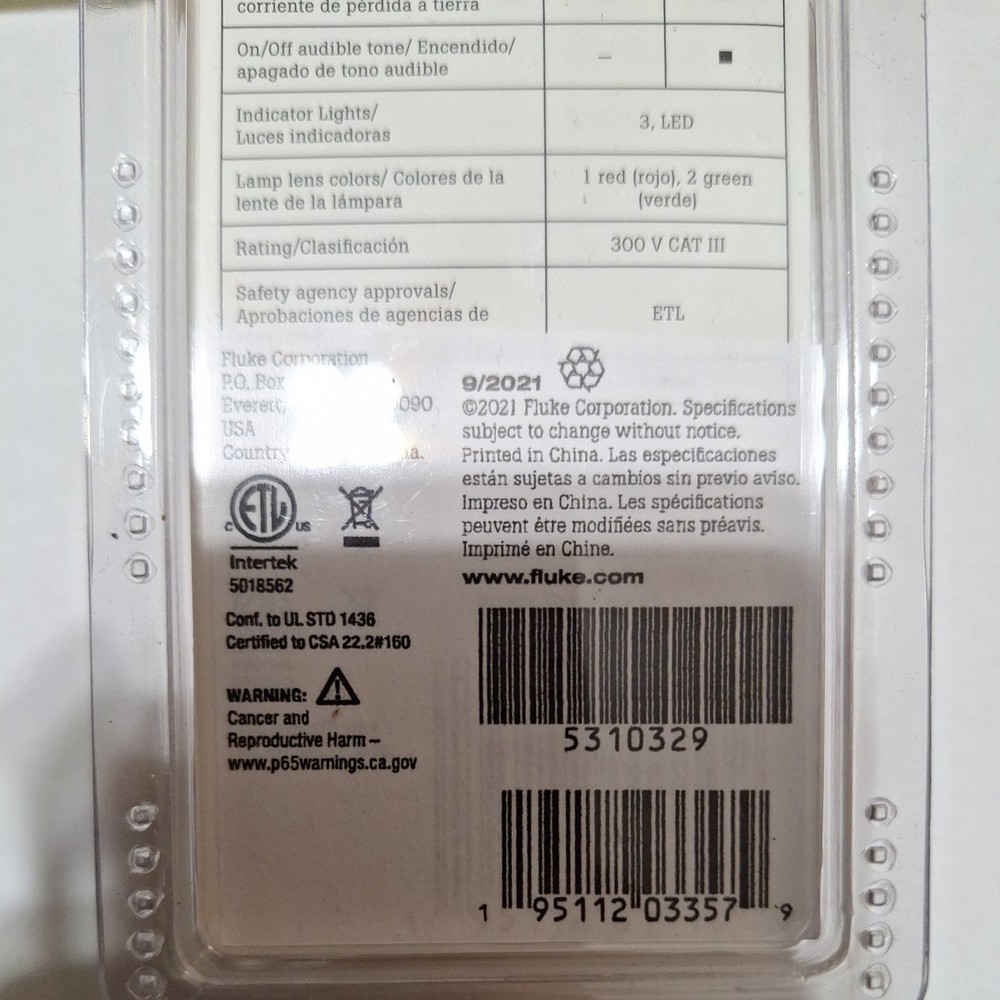 corriente de pérdida a tierra
On/Off audible tone/ Encendido/
apagado de tono audible
– ■
Indicator Lights/
Luces indicadoras
3, LED
Lamp lens colors/ Colores de la
lente de la lámpara
1 red (rojo), 2 green
(verde)
Rating/Clasificación
300 V CAT III
Safety agency approvals/
Aprobaciones de agencias de
ETL
Fluke Corporation
P.O. Box
Everett,
USA
Country
9/2021
©2021 Fluke Corporation. Specifications
subject to change without notice.
Printed in China. Las especificaciones
están sujetas a cambios sin previo aviso.
Impreso en China. Les spécifications
peuvent être modifiées sans préavis.
Imprimé en Chine.
www.fluke.com
c ETL us
Intertek
5018562
Conf. to UL STD 1436
Certified to CSA 22.2#160
WARNING:
Cancer and
Reproductive Harm –
www.p65warnings.ca.gov
5310329
1 95112 03357 9